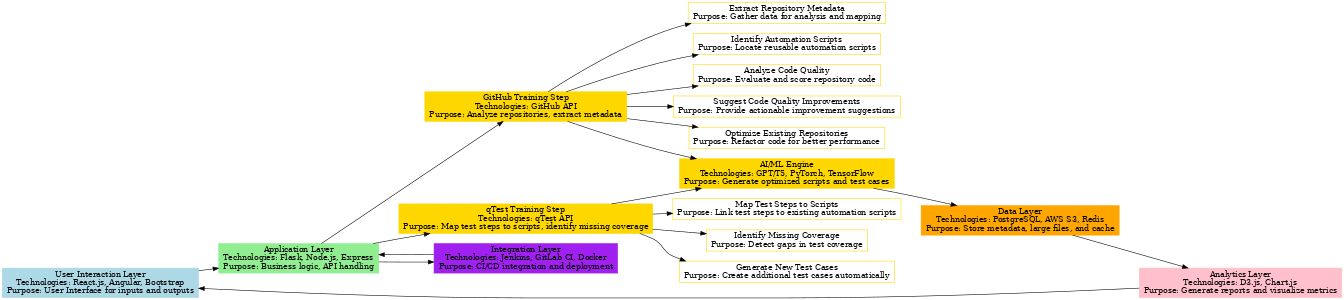 Extract Repository Metadata
Purpose: Gather data for analysis and mapping
Identify Automation Scripts
Purpose: Locate reusable automation scripts
Analyze Code Quality
Purpose: Evaluate and score repository code
GitHub Training Step
Technologies: GitHub API
Purpose: Analyze repositories, extract metadata
Suggest Code Quality Improvements
Purpose: Provide actionable improvement suggestions
Optimize Existing Repositories
Purpose: Refactor code for better performance
AI/ML Engine
Technologies: GPT/T5, PyTorch, TensorFlow
Purpose: Generate optimized scripts and test cases
qTest Training Step
Technologies: qTest API
Purpose: Map test steps to scripts, identify missing coverage
Map Test Steps to Scripts
Purpose: Link test steps to existing automation scripts
Data Layer
Technologies: PostgreSQL, AWS S3, Redis
Purpose: Store metadata, large files, and cache
Identify Missing Coverage
Purpose: Detect gaps in test coverage
Application Layer
Technologies: Flask, Node.js, Express
Purpose: Business logic, API handling
Integration Layer
Technologies: Jenkins, GitLab CI, Docker
Purpose: CI/CD integration and deployment
Generate New Test Cases
Purpose: Create additional test cases automatically
User Interaction Layer
Technologies: React.js, Angular, Bootstrap
Purpose: User Interface for inputs and outputs
Analytics Layer
Technologies: D3.js, Chart.js
Purpose: Generate reports and visualize metrics